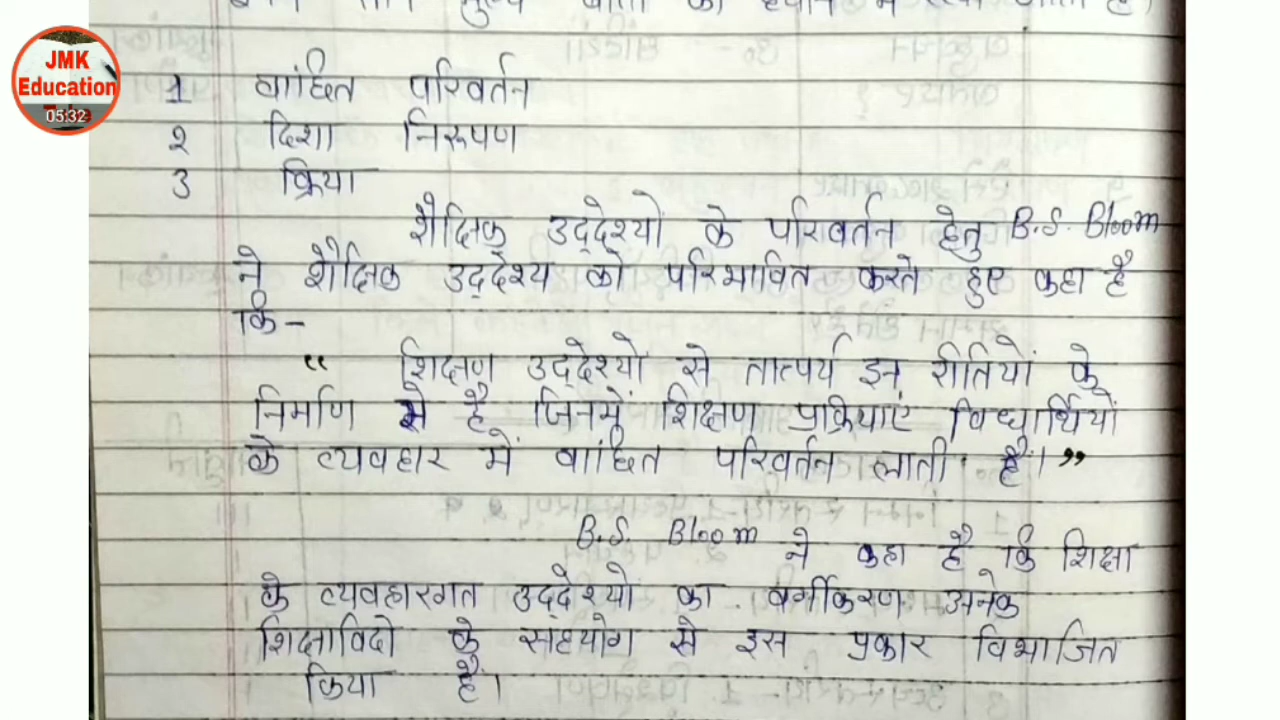 JMK
Education
05:32
1 वांछित परिवर्तन
२ दिशा निरूपण
3 क्रिया
शैक्षिक उद्देश्यों के परिवर्तन हेतु B.S. Bloom
ने शैक्षिक उद्देश्य को परिभाषित करते हुए कहा है
कि -
“ शिक्षण उद्देश्यो से तात्पर्य इन रीतियों के
निर्माण से है जिनमें शिक्षण प्रक्रियाएं विद्यार्थियों
के व्यवहार में वांछित परिवर्तन लाती है। ”
B.S. Bloom ने कहा है कि शिक्षा
के व्यवहारगत उद्देश्यो का वर्गीकरण अनेक
शिक्षाविदो के सहयोग से इस प्रकार विभाजित
किया है।